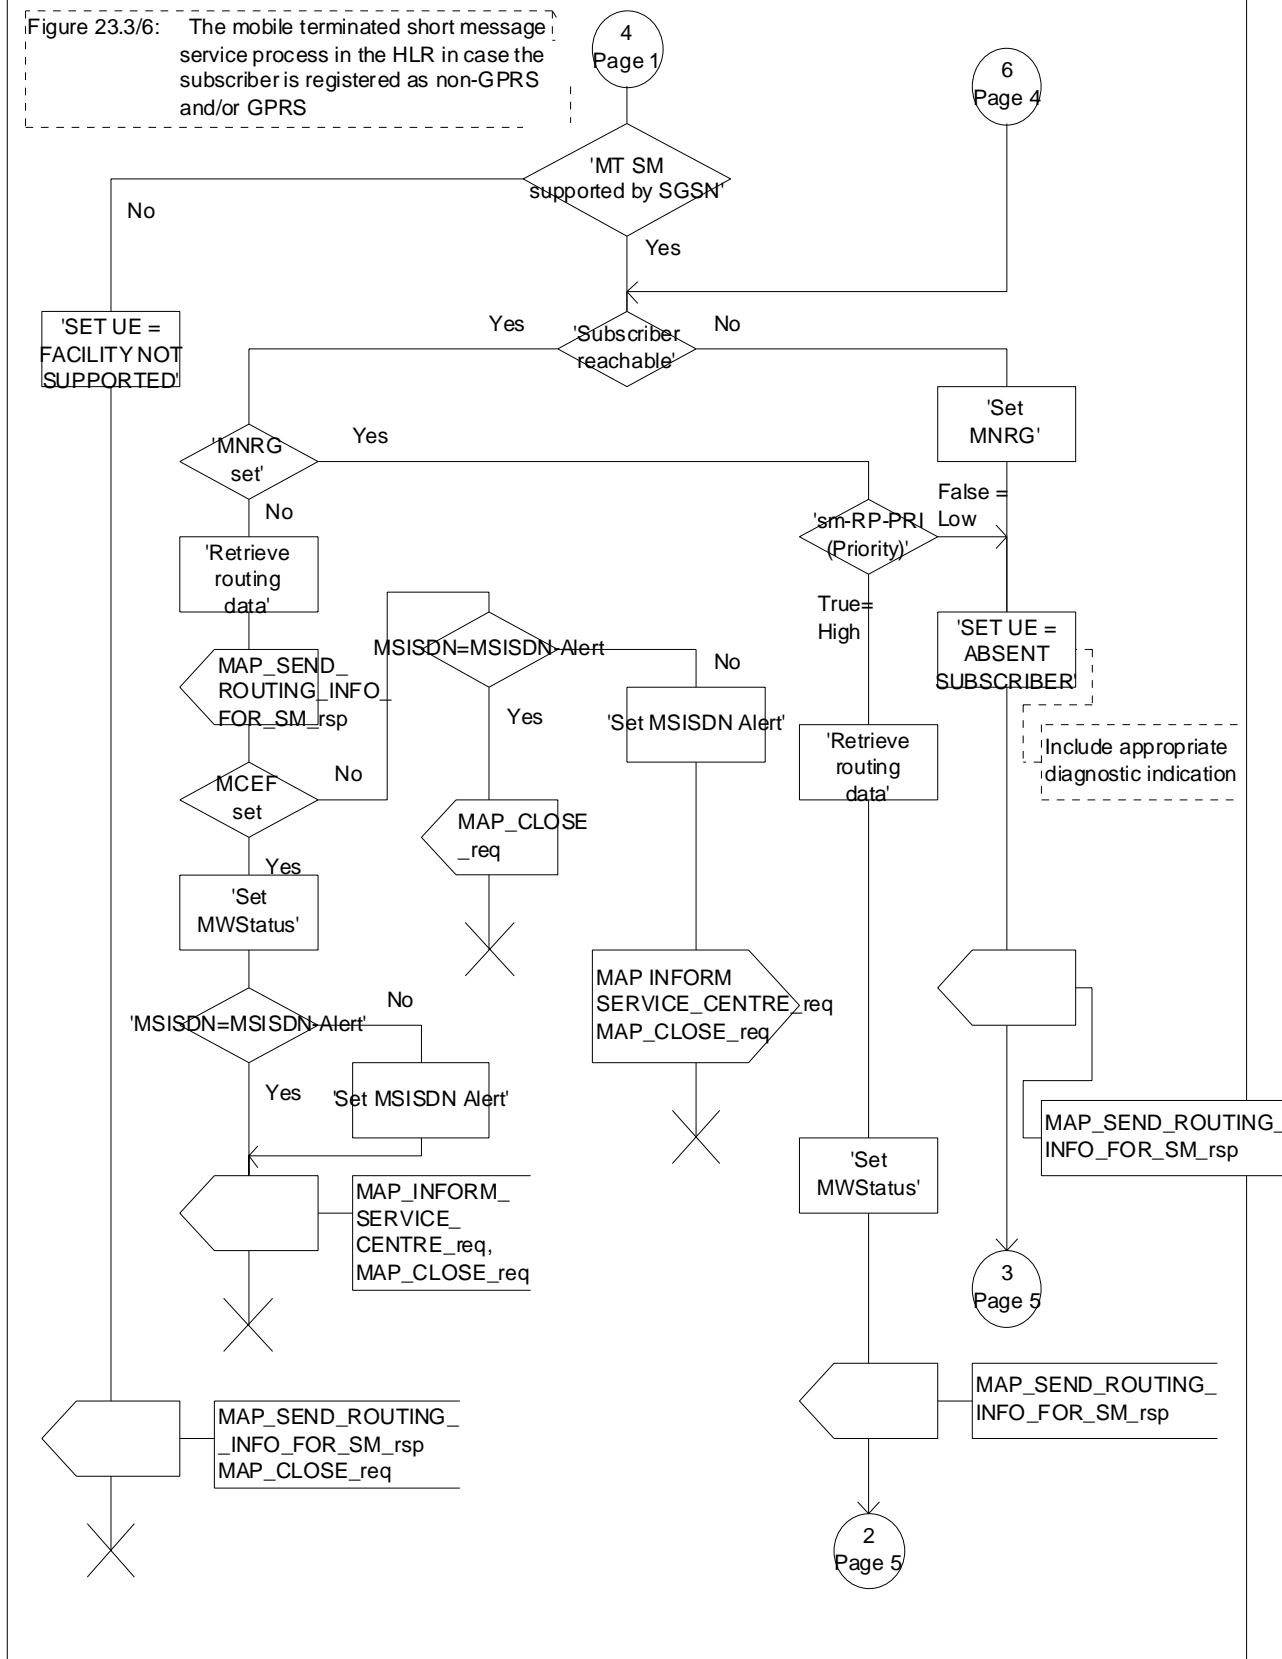 Figure 23.3/6: The mobile terminated short message
service process in the HLR in case the
subscriber is registered as non-GPRS
and/or GPRS
4
Page 1
6
Page 4
'MT SM
supported by SGSN'
No
Yes
'SET UE =
FACILITY NOT
SUPPORTED'
Yes
'Subscriber
reachable'
No
'Set
MNRG'
'MNRG
set'
Yes
No
False =
Low
'sm-RP-PRI
(Priority)'
True=
High
'Retrieve
routing
data'
MSISDN=MSISDN-Alert
No
Yes
'SET UE =
ABSENT
SUBSCRIBER'
MAP_SEND_
ROUTING_INFO_
FOR_SM_rsp
'Set MSISDN Alert'
'Retrieve
routing
data'
Include appropriate
diagnostic indication
MCEF
set
No
Yes
MAP_CLOSE
_req
'Set
MWStatus'
MAP INFORM
SERVICE_CENTRE_req
MAP_CLOSE_req
'MSISDN=MSISDN-Alert'
No
Yes
'Set MSISDN Alert'
MAP_SEND_ROUTING_
INFO_FOR_SM_rsp
'Set
MWStatus'
MAP_INFORM_
SERVICE_
CENTRE_req,
MAP_CLOSE_req
3
Page 5
MAP_SEND_ROUTING_
INFO_FOR_SM_rsp
MAP_SEND_ROUTING_
_INFO_FOR_SM_rsp
MAP_CLOSE_req
2
Page 5